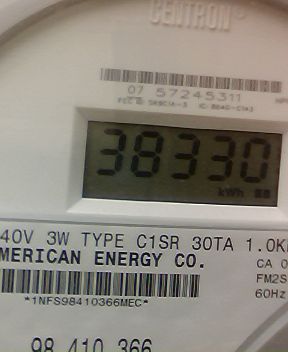 CENTRON®
07 57245311
38330
kWh
40V 3W TYPE C1SR 30TA 1.0K
MERICAN ENERGY CO.
CA 0
FM2S
60Hz
*1NFS98410366MEC*
98 410 366